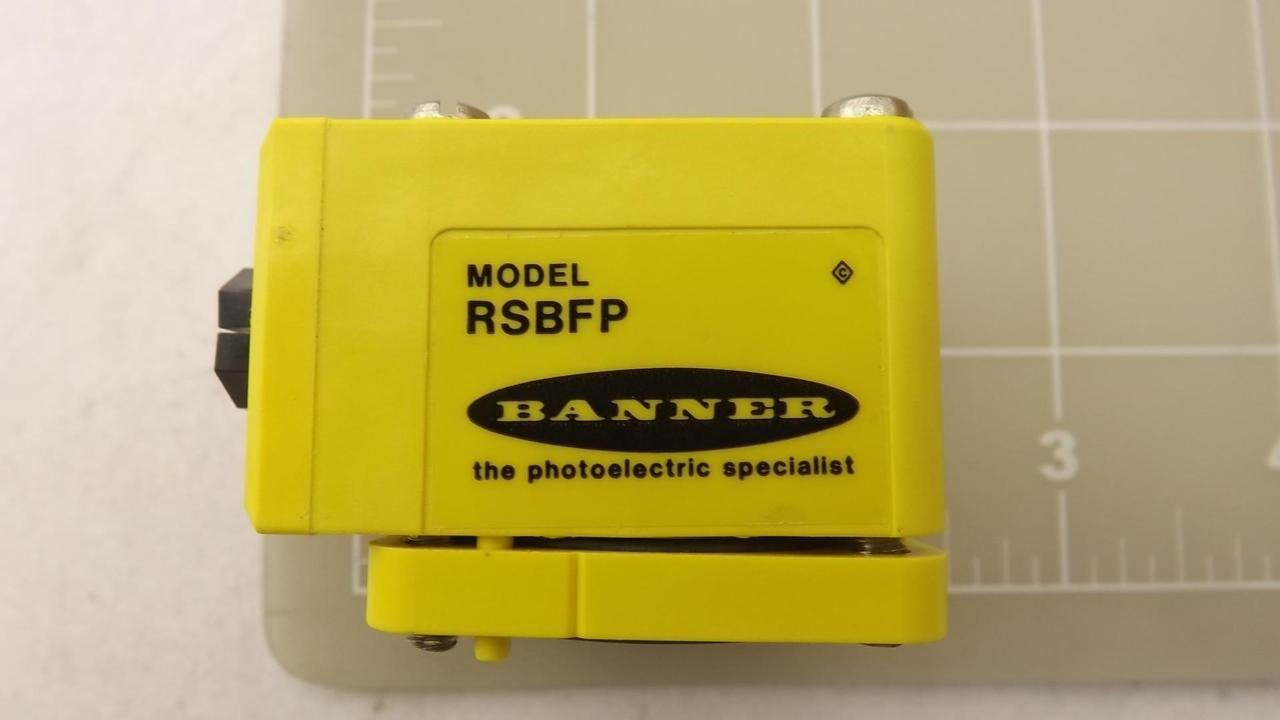 MODEL
RSBFP
C
BANNER
the photoelectric specialist
3